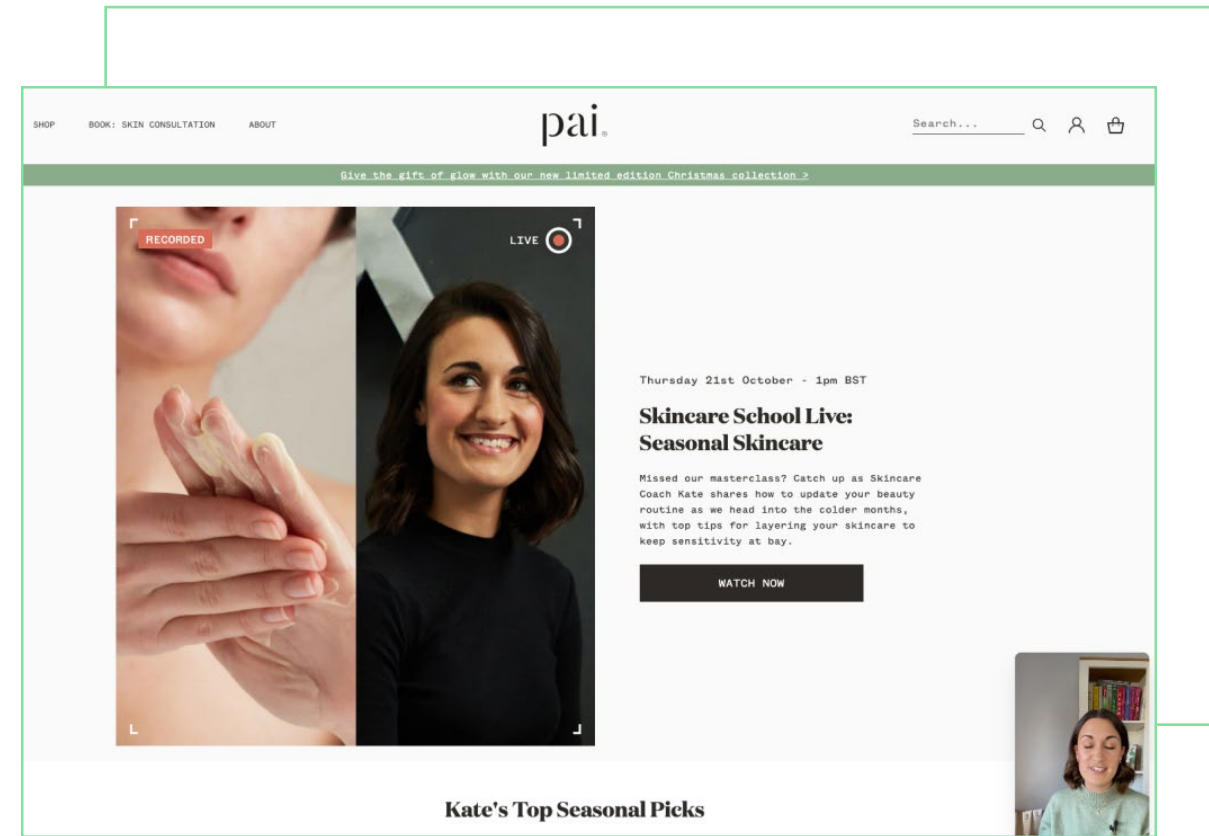 SHOP BOOK: SKIN CONSULTATION ABOUT
pai.
Search...
Give the gift of glow with our new limited edition Christmas collection >
RECORDED
LIVE
Thursday 21st October - 1pm BST
Skincare School Live:
Seasonal Skincare
Missed our masterclass? Catch up as Skincare
Coach Kate shares how to update your beauty
routine as we head into the colder months,
with top tips for layering your skincare to
keep sensitivity at bay.
WATCH NOW
Kate's Top Seasonal Picks